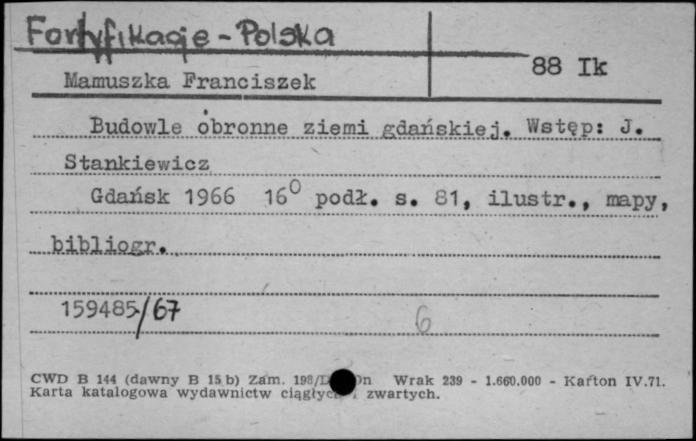 Fortyfikacje - Polska
88 Ik
Mamuszka Franciszek
Budowle obronne ziemi gdańskiej. Wstęp: J.
Stankiewicz
Gdańsk 1966 16° podł. s. 81, ilustr., mapy,
bibliogr.
159485/67
6
CWD B 144 (dawny B 15 b) Zam. Wrak 239 - 1.660.000 - Karton IV.71.
Karta katalogowa wydawnictw i zwartych.